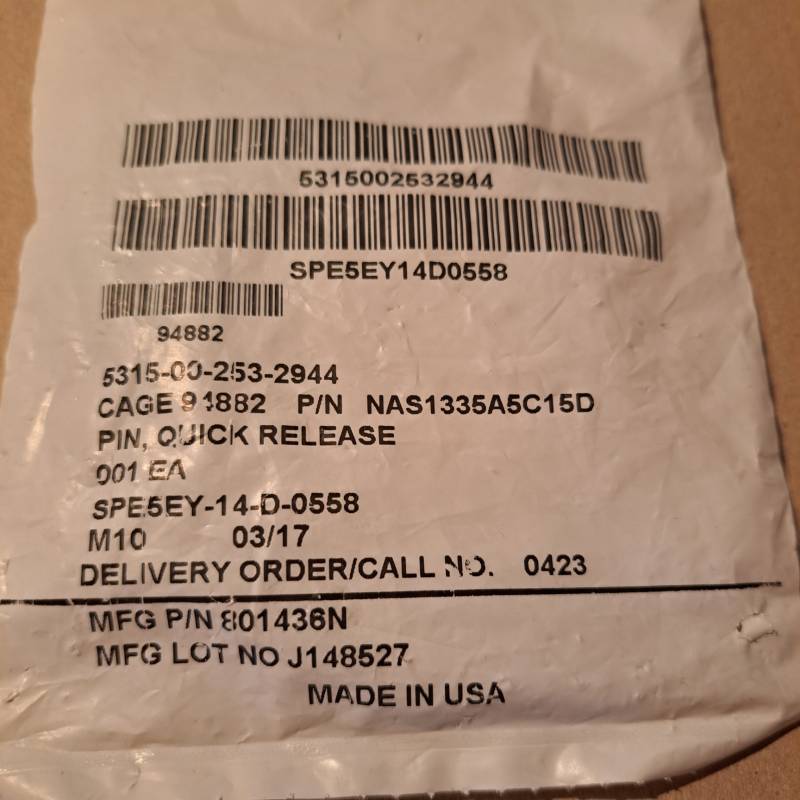 5315002532944
SPE5EY14D0558
94882
5315-00-253-2944
CAGE 94882 P/N NAS1335A5C15D
PIN, QUICK RELEASE
001 EA
SPE5EY-14-D-0558
M10 03/17
DELIVERY ORDER/CALL NO. 0423
MFG P/N 801436N
MFG LOT NO J148527
MADE IN USA